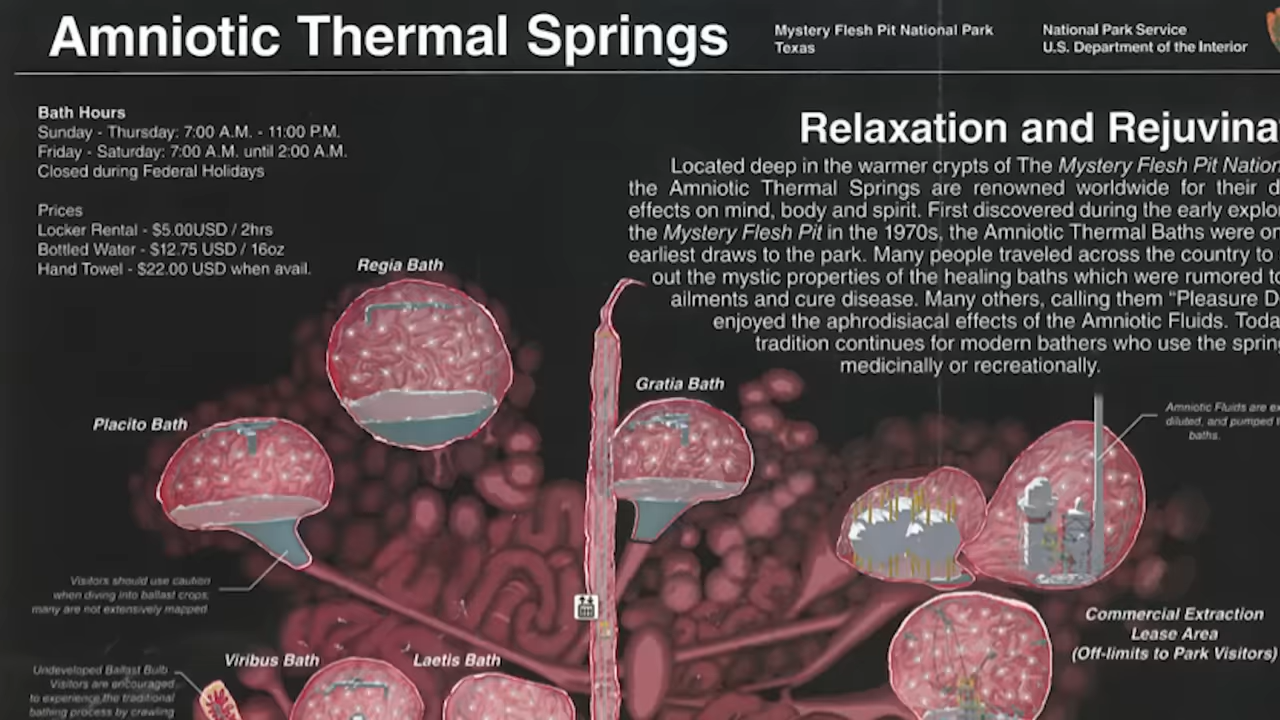 Amniotic Thermal Springs
Mystery Flesh Pit National Park
Texas
National Park Service
U.S. Department of the Interior
Bath Hours
Sunday - Thursday: 7:00 A.M. - 11:00 P.M.
Friday - Saturday: 7:00 A.M. until 2:00 A.M.
Closed during Federal Holidays
Prices
Locker Rental - $5.00USD / 2hrs
Bottled Water - $12.75 USD / 16oz
Hand Towel - $22.00 USD when avail.
Relaxation and Rejuvina
Located deep in the warmer crypts of The Mystery Flesh Pit Nation
the Amniotic Thermal Springs are renowned worldwide for their d
effects on mind, body and spirit. First discovered during the early explo
the Mystery Flesh Pit in the 1970s, the Amniotic Thermal Baths were on
earliest draws to the park. Many people traveled across the country to
out the mystic properties of the healing baths which were rumored to
ailments and cure disease. Many others, calling them “Pleasure D
enjoyed the aphrodisiacal effects of the Amniotic Fluids. Toda
tradition continues for modern bathers who use the spring
medicinally or recreationally.
Regia Bath
Gratia Bath
Placito Bath
Amniotic Fluids are ex
diluted, and pumped t
baths.
Visitors should use caution
when diving into ballast crops;
many are not extensively mapped.
Commercial Extraction
Lease Area
(Off-limits to Park Visitors)
Viribus Bath
Laetis Bath
Undeveloped Ballast Bulb
Visitors are encouraged
to experience the traditional
bathing process by crawling